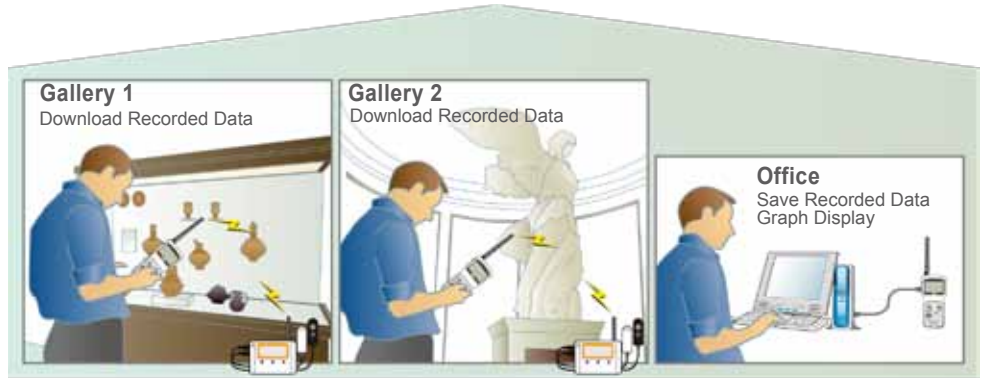 Gallery 1
Download Recorded Data
Gallery 2
Download Recorded Data
Office
Save Recorded Data
Graph Display